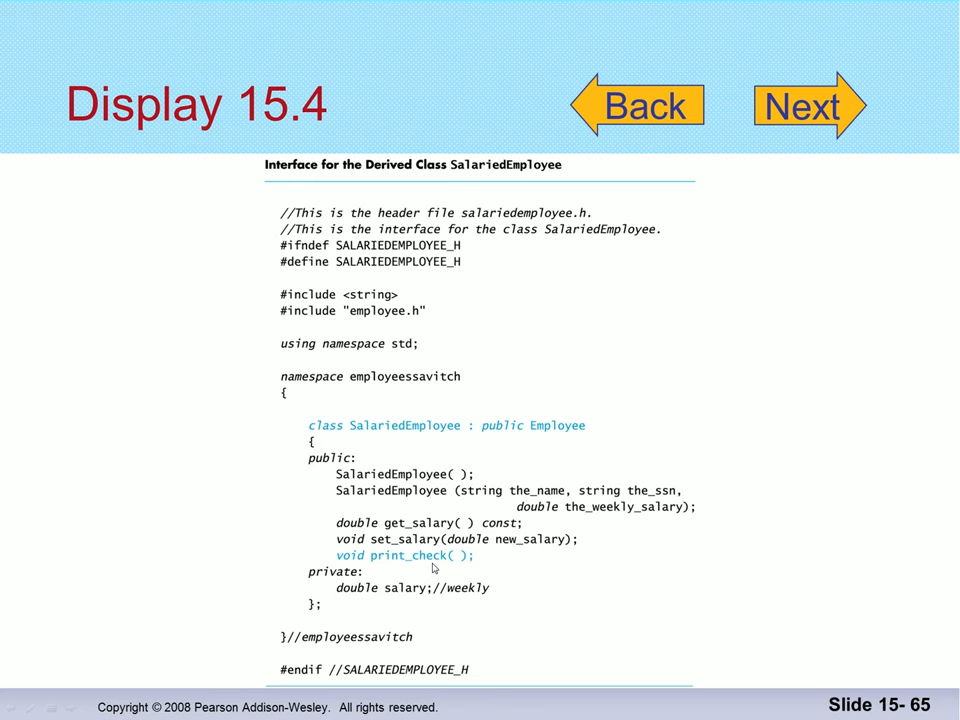 Display 15.4
Back
Next
Interface for the Derived Class SalariedEmployee
//This is the header file salariedemployee.h.
//This is the interface for the class SalariedEmployee.
#ifndef SALARIEDEMPLOYEE_H
#define SALARIEDEMPLOYEE_H
#include <string>
#include "employee.h"
using namespace std;
namespace employeessavitch
{
class SalariedEmployee : public Employee
{
public:
SalariedEmployee( );
SalariedEmployee (string the_name, string the_ssn,
double the_weekly_salary);
double get_salary( ) const;
void set_salary(double new_salary);
void print_check( );
private:
double salary;//weekly
};
}//employeessavitch
#endif //SALARIEDEMPLOYEE_H
Copyright © 2008 Pearson Addison-Wesley. All rights reserved.
Slide 15- 65